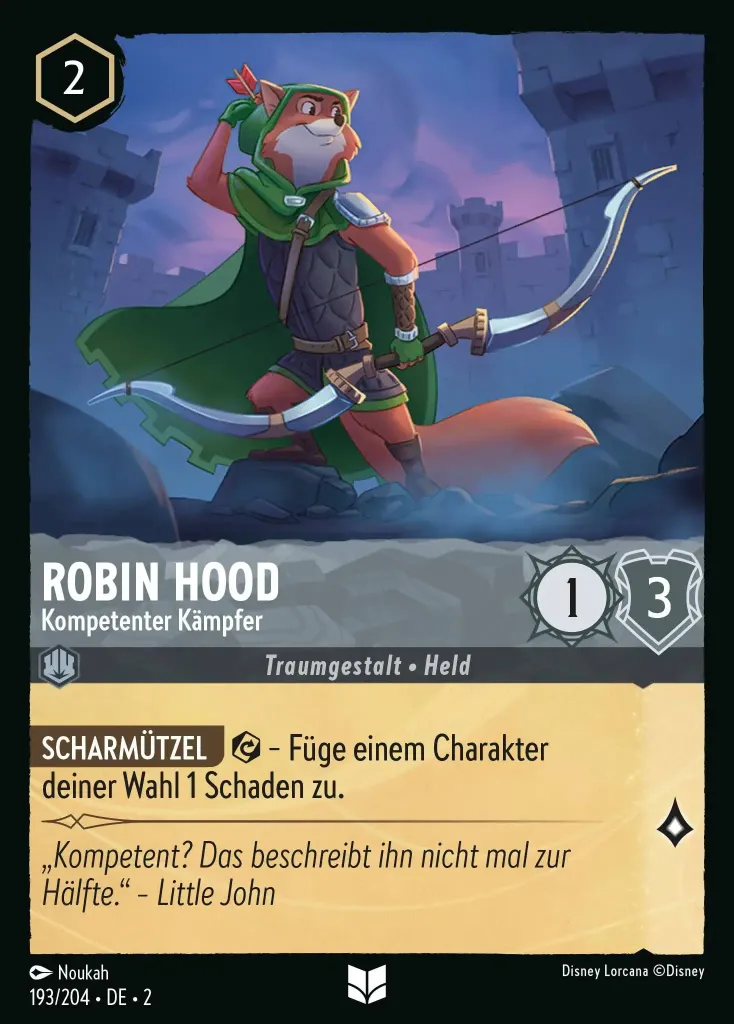 2
ROBIN HOOD
Kompetenter Kämpfer
1
3
Traumgestalt • Held
SCHARMÜTZEL – Füge einem Charakter
deiner Wahl 1 Schaden zu.
„Kompetent? Das beschreibt ihn nicht mal zur
Hälfte.“ – Little John
Noukah
Disney Lorcana ©Disney
193/204 • DE • 2